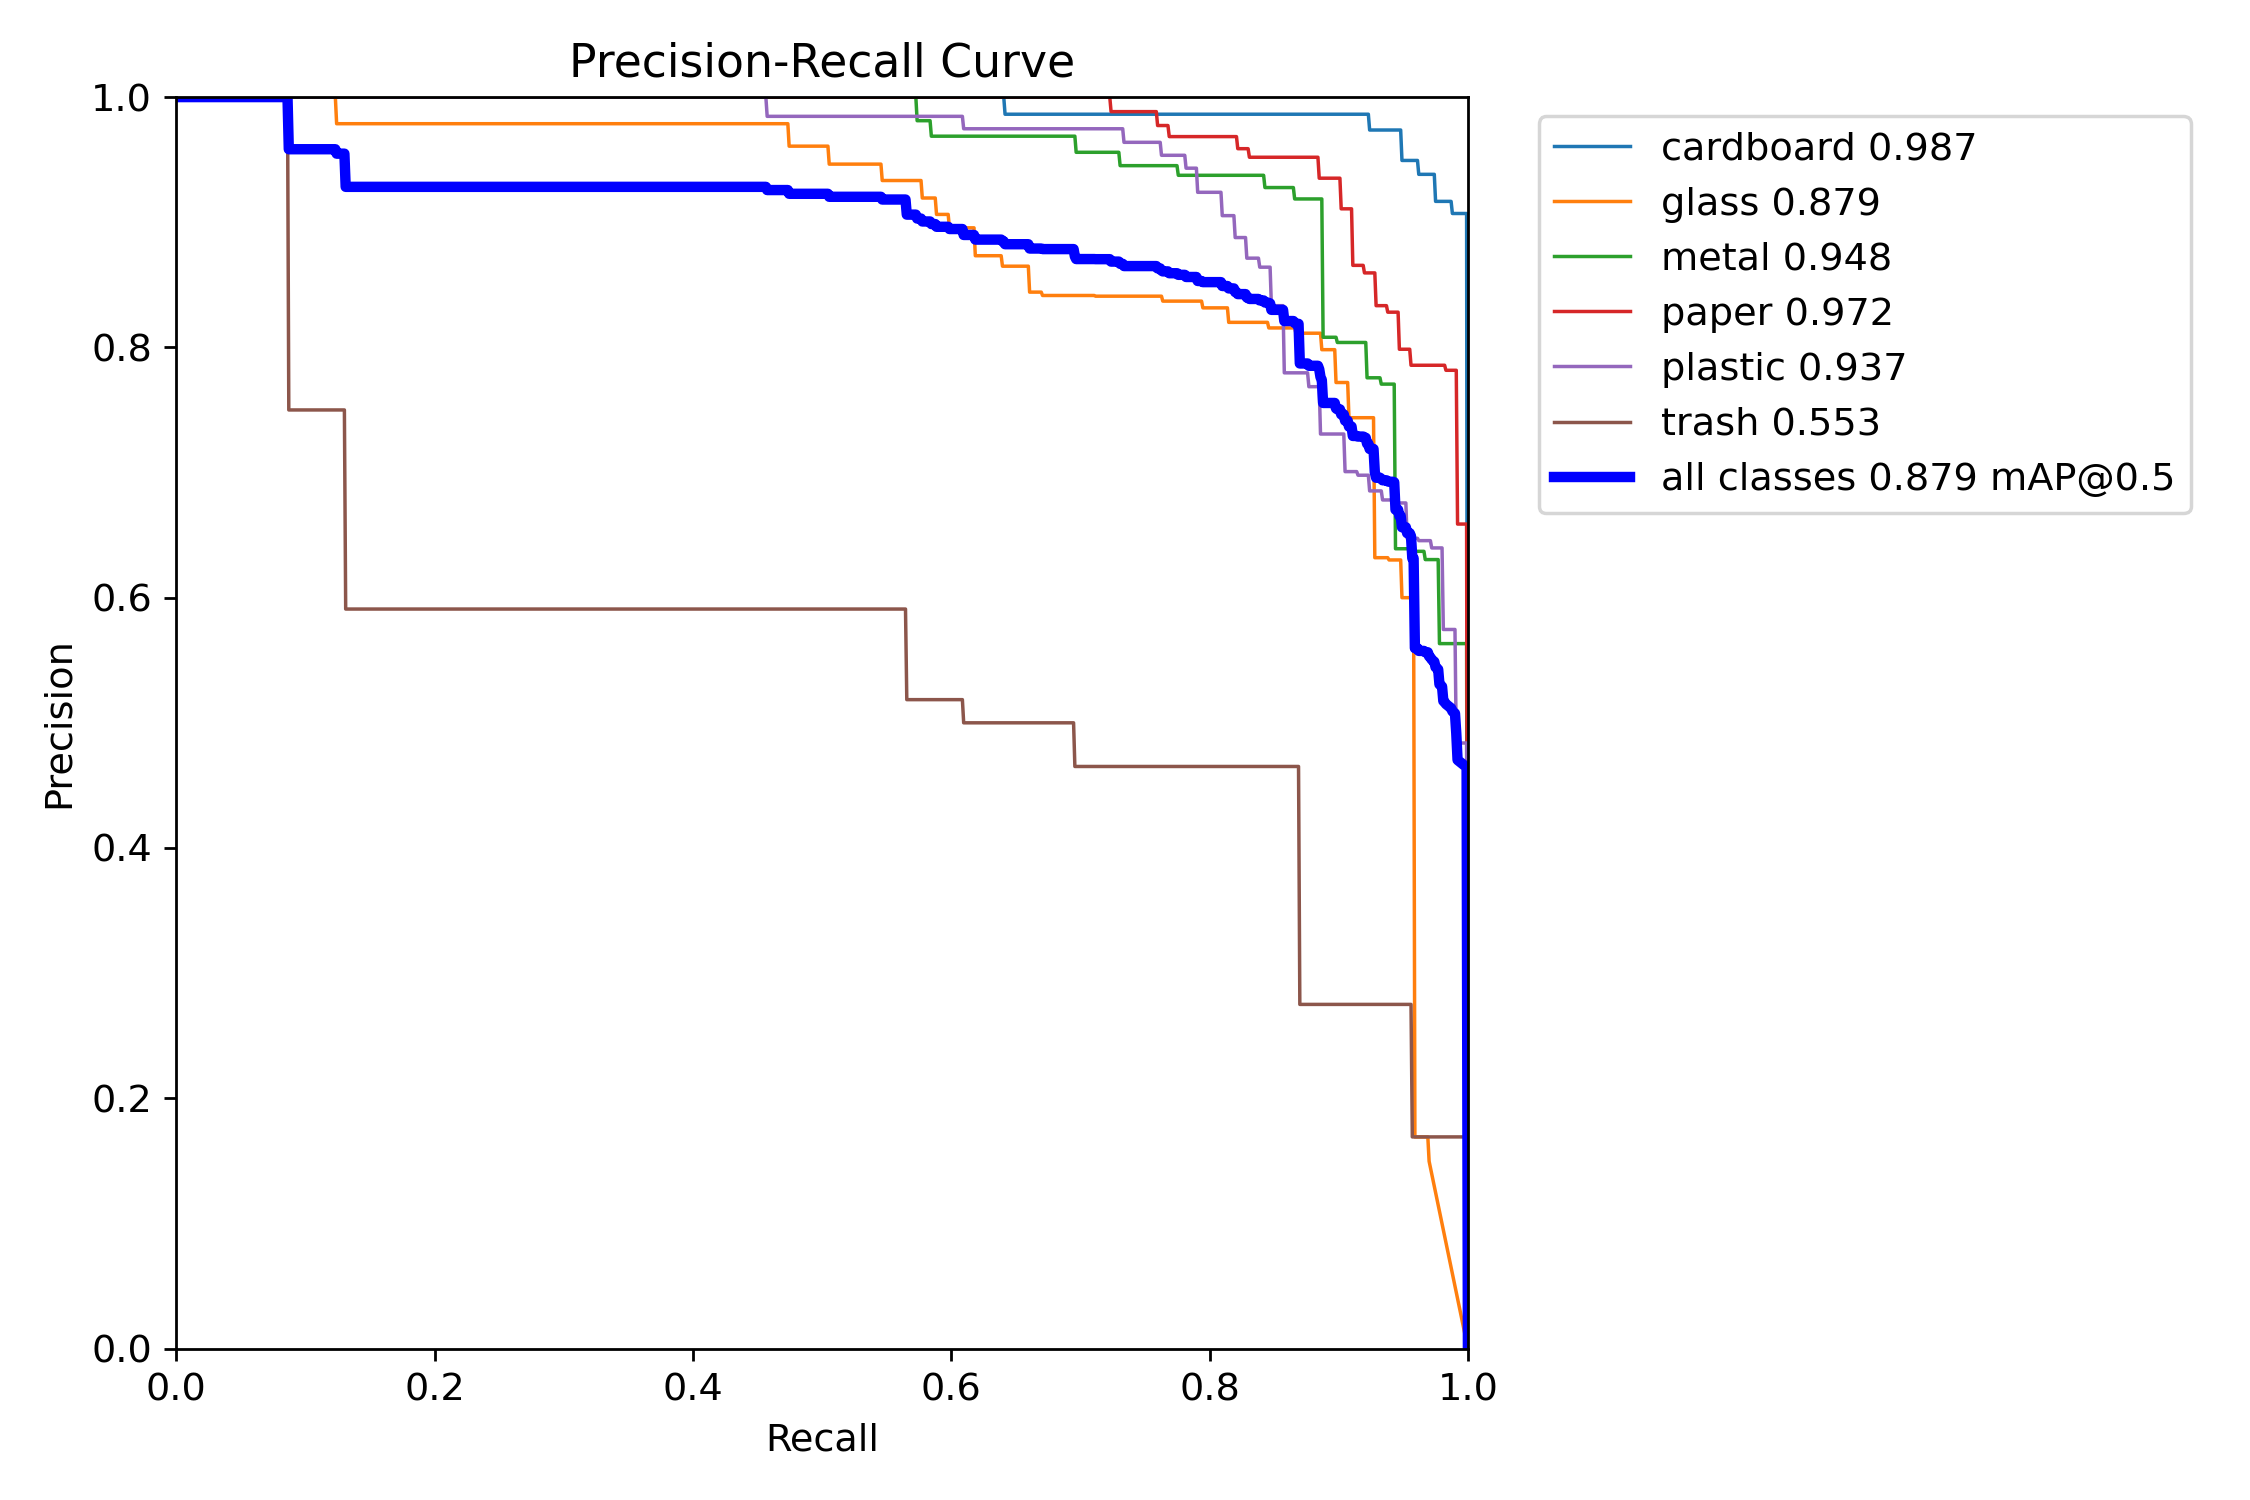 Precision-Recall Curve
1.0
0.8
0.6
0.4
0.2
0.0
Precision
0.0 0.2 0.4 0.6 0.8 1.0
Recall
cardboard 0.987
glass 0.879
metal 0.948
paper 0.972
plastic 0.937
trash 0.553
all classes 0.879 mAP@0.5